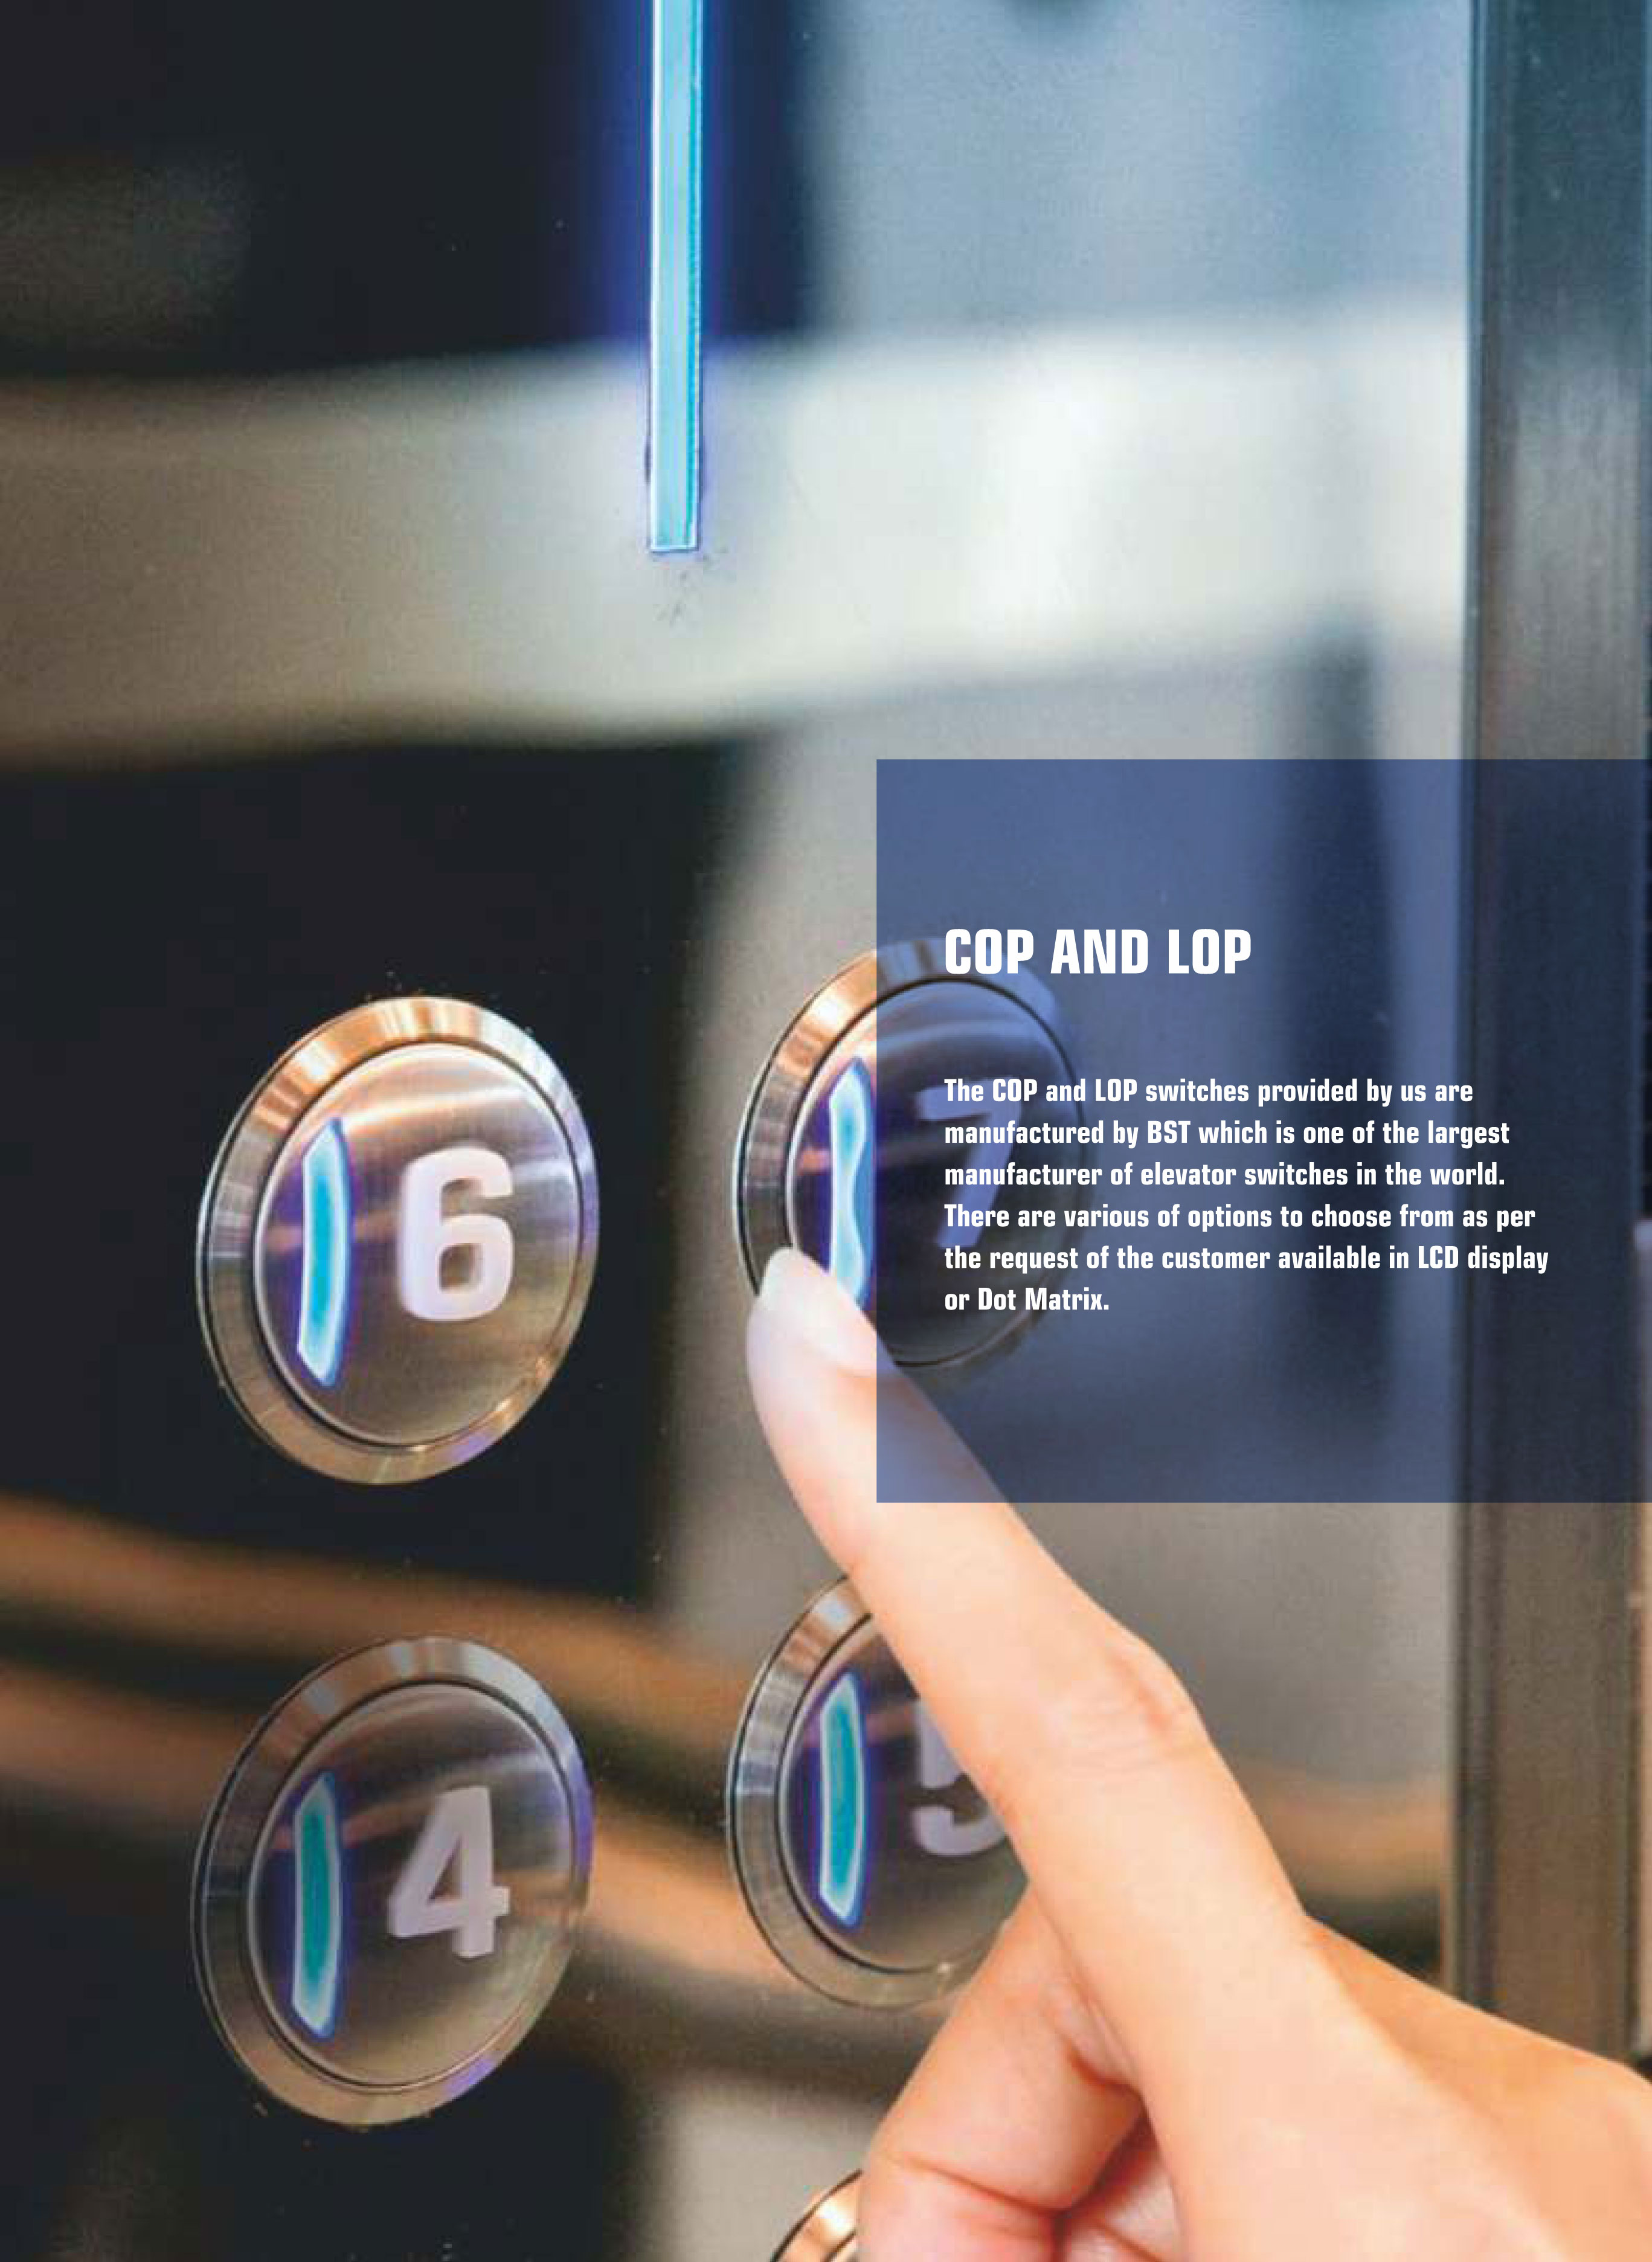 COP AND LOP
The COP and LOP switches provided by us are
manufactured by BST which is one of the largest
manufacturer of elevator switches in the world.
There are various of options to choose from as per
the request of the customer available in LCD display
or Dot Matrix.
6
7
4
5